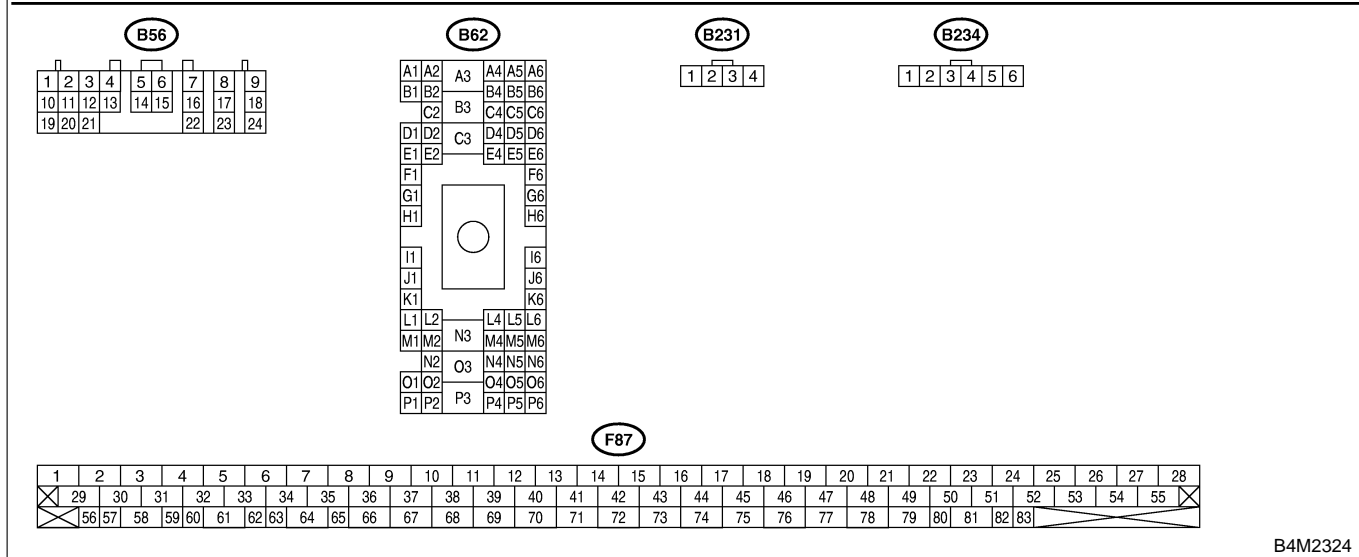 B56 B62 B231 B234
1 2 3 4 5 6 7 8 9
10 11 12 13 14 15 16 17 18
19 20 21 22 23 24
A1 A2 A3 A4 A5 A6
B1 B2 B3 B4 B5 B6
C2 C3 C4 C5 C6
D1 D2 D4 D5 D6
E1 E2 E4 E5 E6
F1 F6
G1 G6
H1 H6
I1 I6
J1 J6
K1 K6
L1 L2 L4 L5 L6
M1 M2 N3 M4 M5 M6
N2 O3 N4 N5 N6
O1 O2 O4 O5 O6
P1 P2 P3 P4 P5 P6
1 2 3 4
1 2 3 4 5 6
F87
1 2 3 4 5 6 7 8 9 10 11 12 13 14 15 16 17 18 19 20 21 22 23 24 25 26 27 28
29 30 31 32 33 34 35 36 37 38 39 40 41 42 43 44 45 46 47 48 49 50 51 52 53 54 55
56 57 58 59 60 61 62 63 64 65 66 67 68 69 70 71 72 73 74 75 76 77 78 79 80 81 82 83
B4M2324